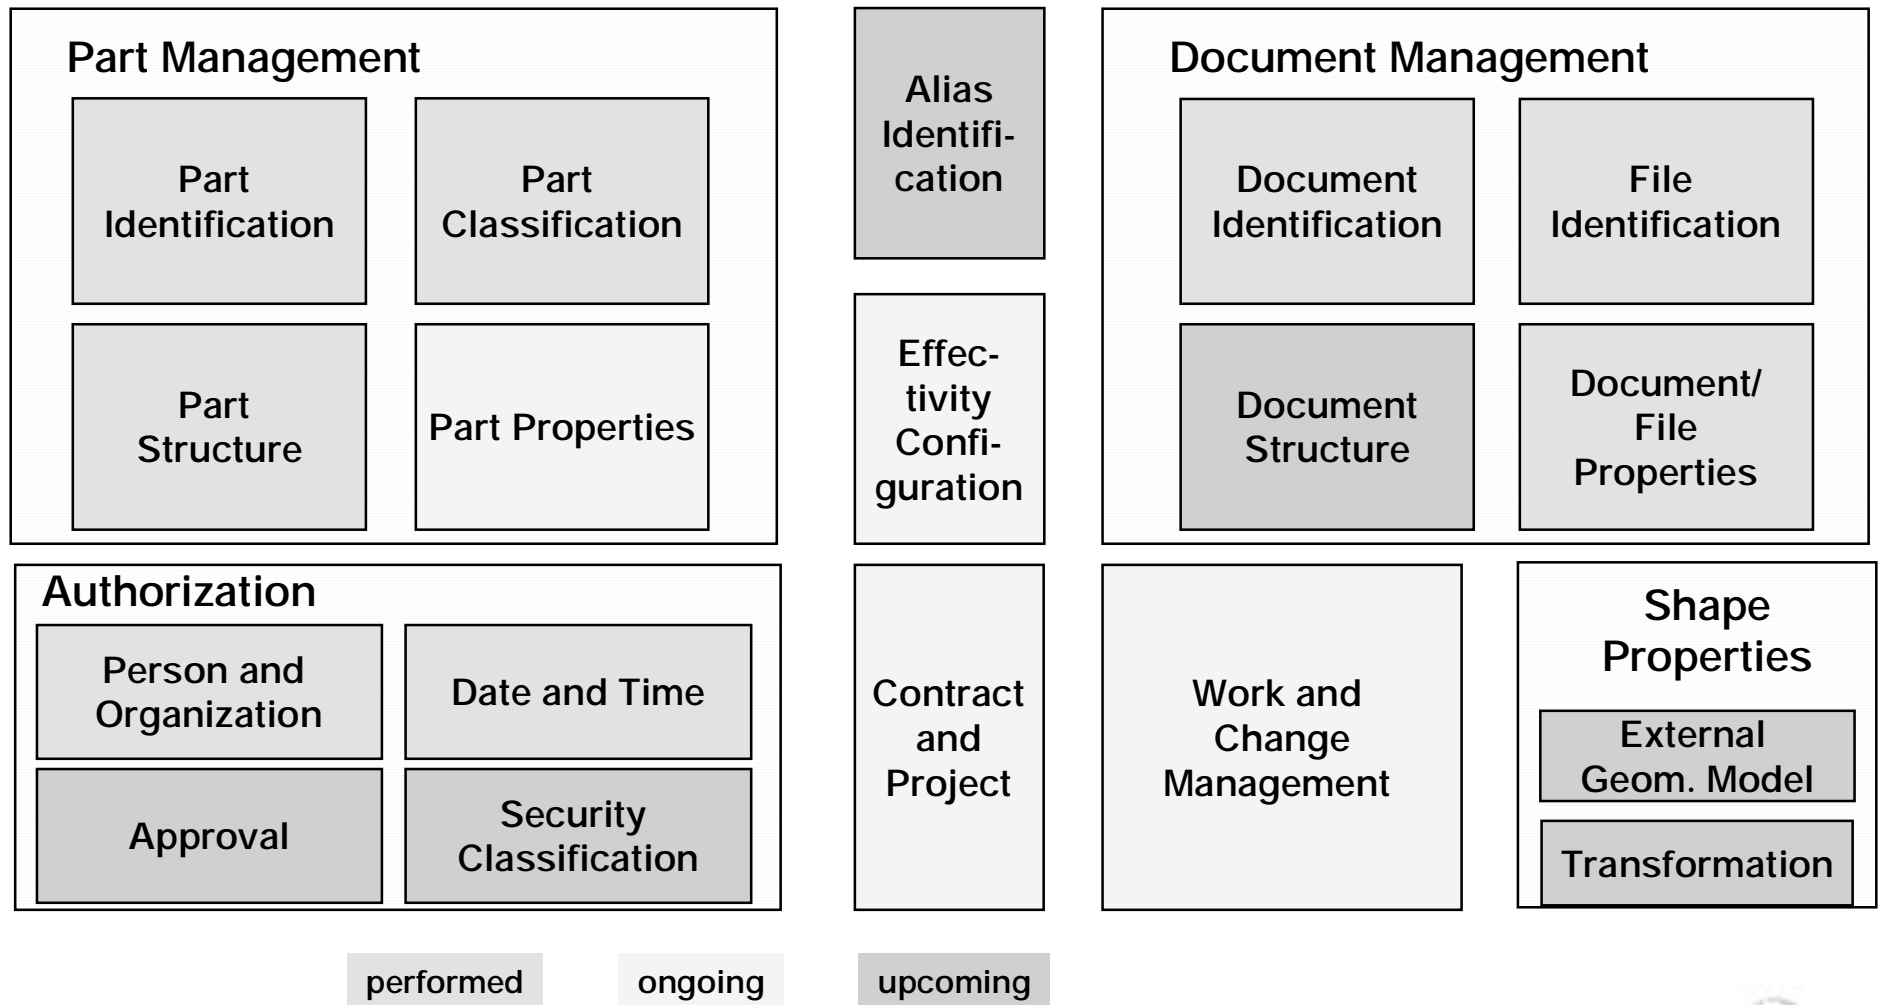 Part Management
Part
Identification
Part
Classification
Part
Structure
Part Properties
Alias
Identifi-
cation
Effec-
tivity
Confi-
guration
Document Management
Document
Identification
File
Identification
Document
Structure
Document/
File
Properties
Authorization
Person and
Organization
Date and Time
Approval
Security
Classification
Contract
and
Project
Work and
Change
Management
Shape
Properties
External
Geom. Model
Transformation
performed
ongoing
upcoming